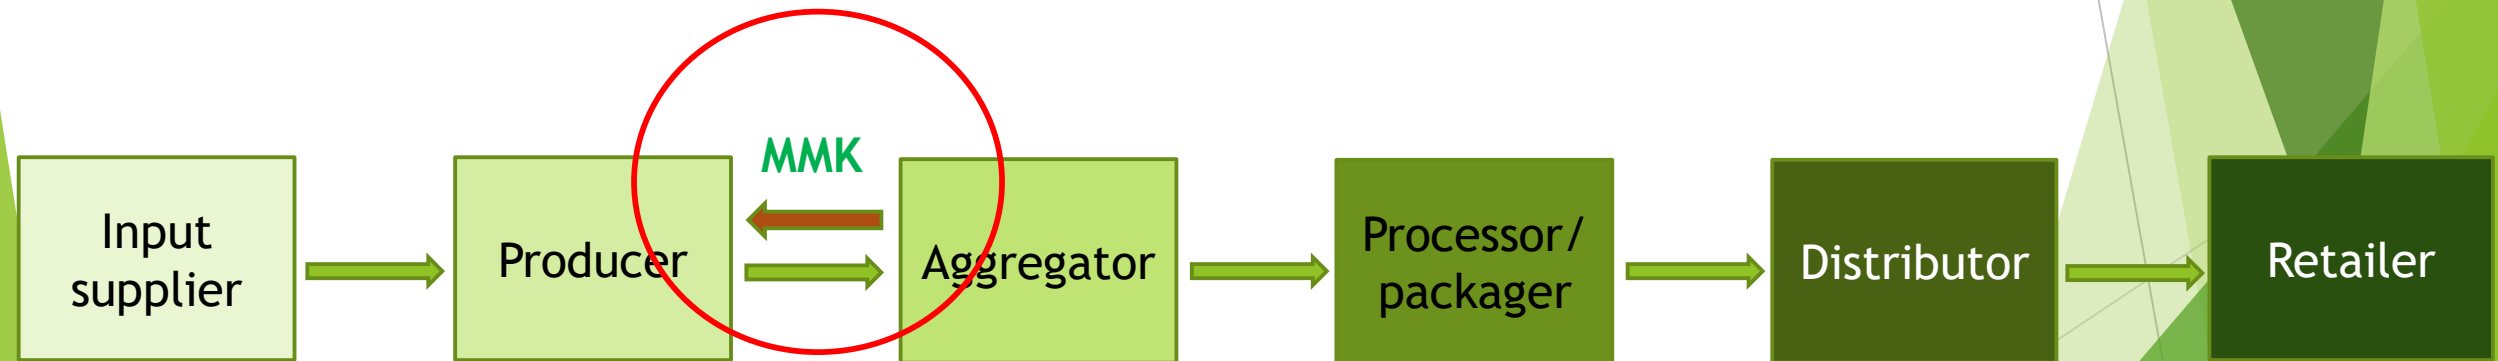 Input
supplier
Producer
MMK
Aggregator
Processor/
packager
Distributor
Retailer